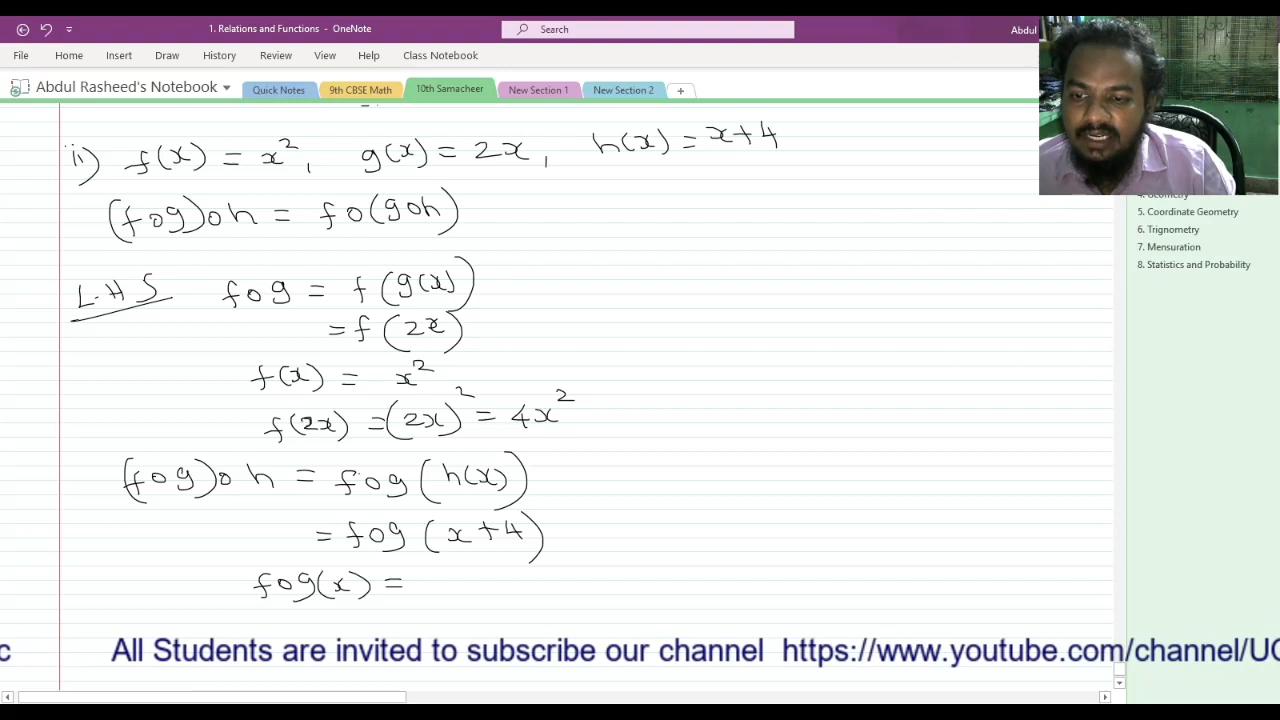 1. Relations and Functions - OneNote
Search
Abdul
File Home Insert Draw History Review View Help Class Notebook
Abdul Rasheed's Notebook
Quick Notes 9th CBSE Math 10th Samacheer New Section 1 New Section 2
ii) f(x) = x², g(x) = 2x, h(x) = x+4
(fog)oh = fo(goh)
L.H.S fog = f(g(x))
= f(2x)
f(x) = x²
f(2x) = (2x)² = 4x²
(fog)oh = fog(h(x))
= fog(x+4)
fog(x) =
4. Geometry
5. Coordinate Geometry
6. Trignometry
7. Mensuration
8. Statistics and Probability
c All Students are invited to subscribe our channel https://www.youtube.com/channel/UC